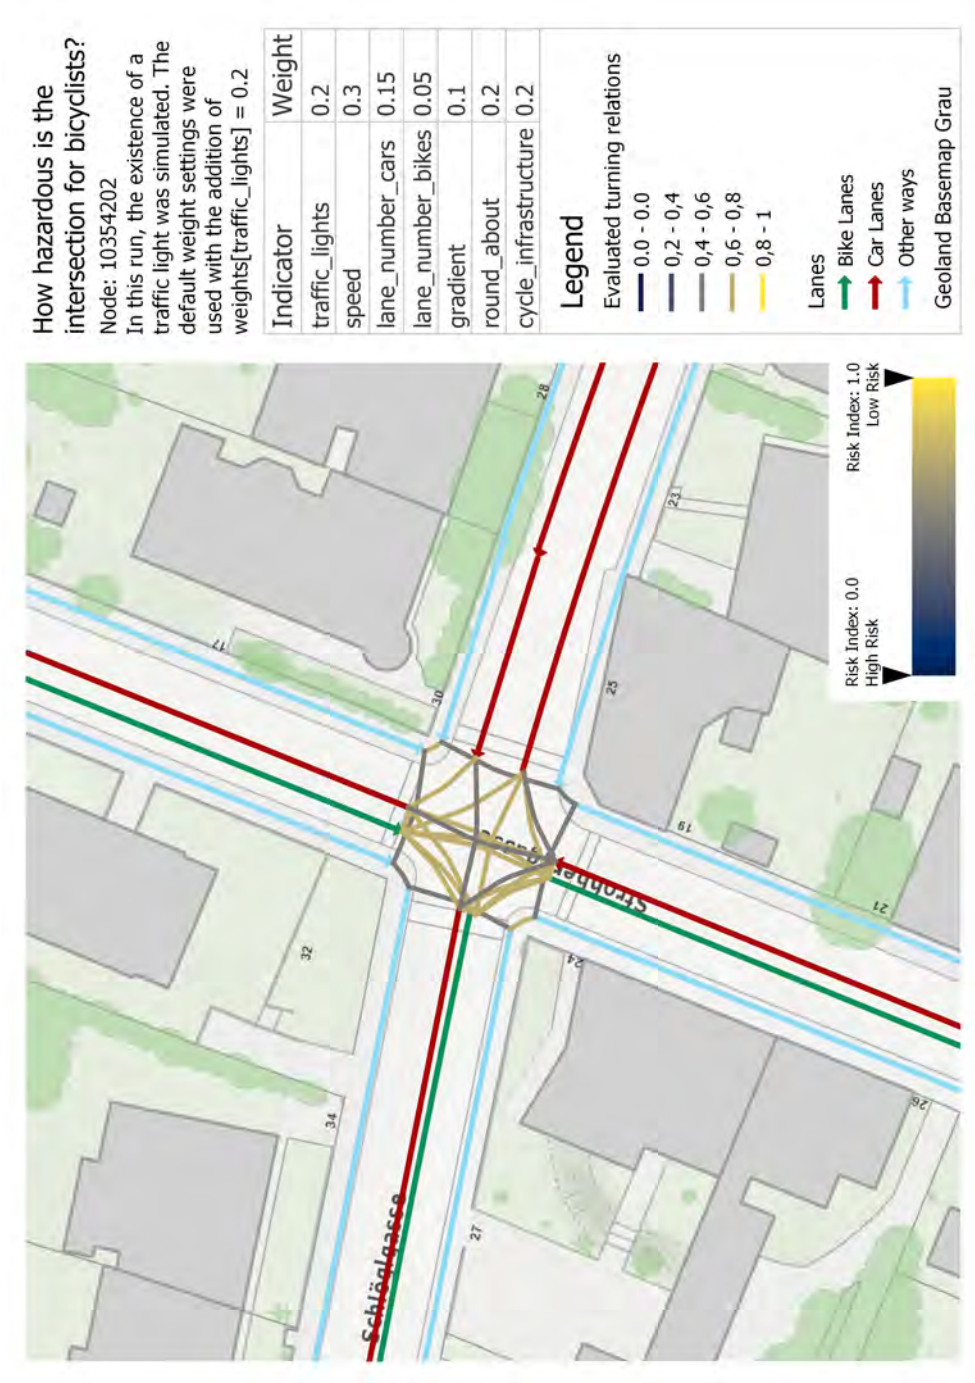 How hazardous is the
intersection for bicyclists?
Node: 10354202
In this run, the existence of a
traffic light was simulated. The
default weight settings were
used with the addition of
weights[traffic_lights] = 0.2
Indicator Weight
traffic_lights 0.2
speed 0.3
lane_number_cars 0.15
lane_number_bikes 0.05
gradient 0.1
round_about 0.2
cycle_infrastructure 0.2
Legend
Evaluated turning relations
0.0 - 0.0
0,2 - 0,4
0,4 - 0,6
0,6 - 0,8
0,8 - 1
Lanes
Bike Lanes
Car Lanes
Other ways
Geoland Basemap Grau
Risk Index: 0.0
High Risk
Risk Index: 1.0
Low Risk
Schlöglgasse
28
17
30
23
25
19
21
32
24
34
26
27